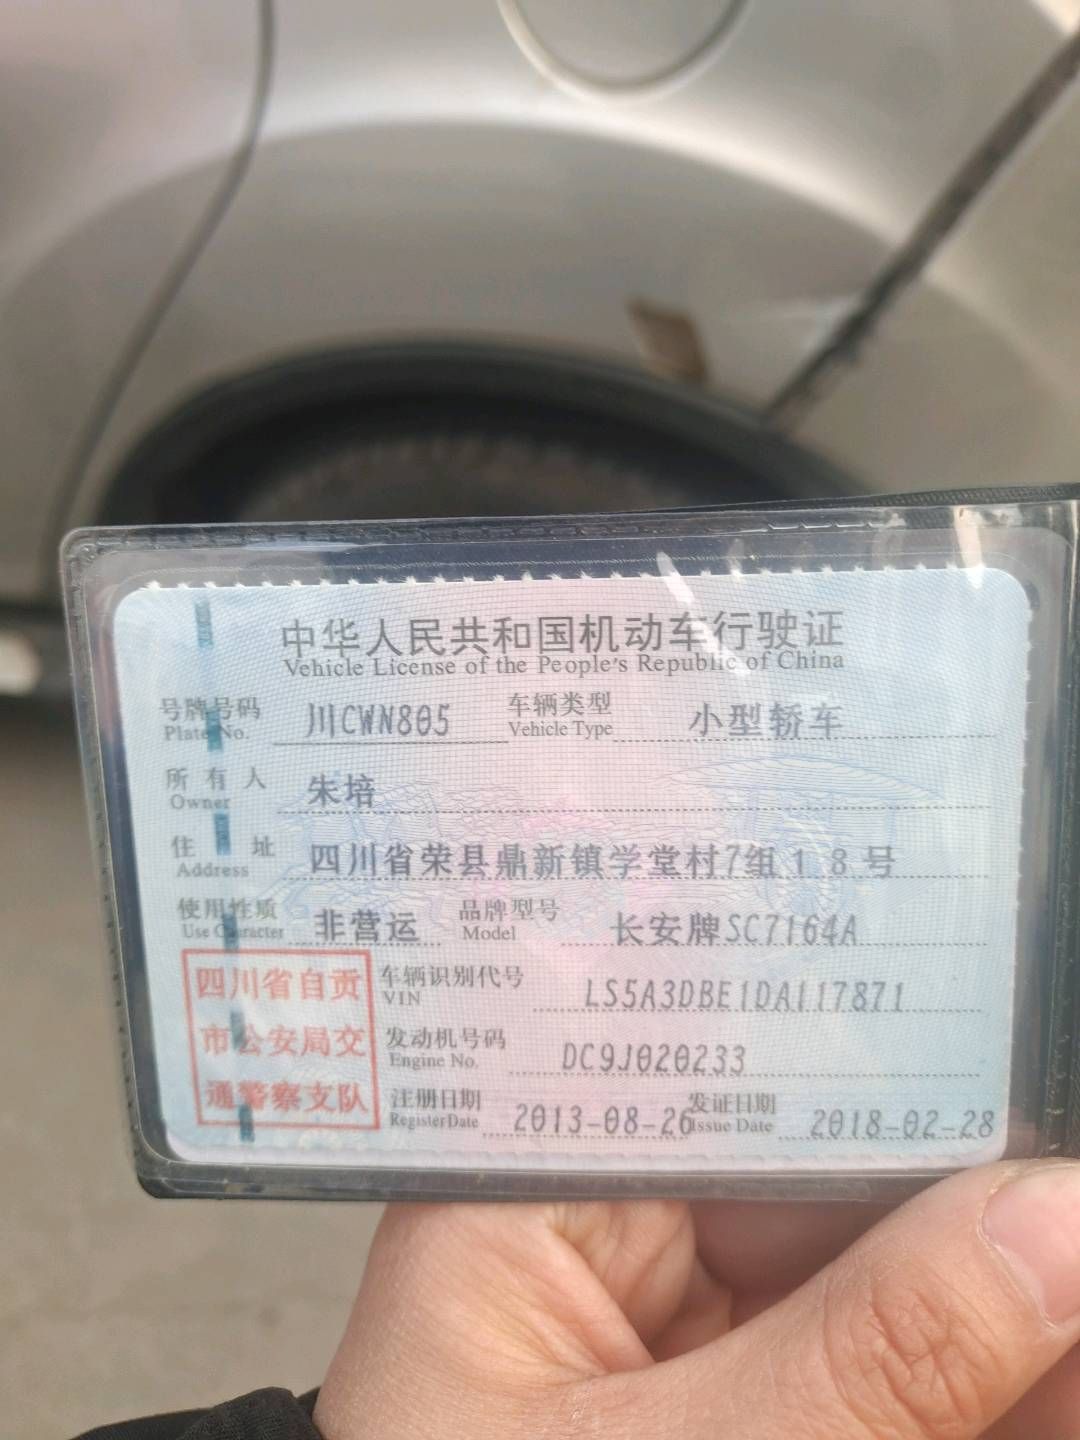 中华人民共和国机动车行驶证
Vehicle License of the People's Republic of China
号牌号码 川CWN805 车辆类型 小型轿车
Plate No. Vehicle Type
所有人 朱培
Owner
住址 四川省荣县鼎新镇学堂村7组18号
Address
使用性质 非营运 品牌型号 长安牌SC7164A
Use Character Model
四川省自贡
市公安局交
通警察支队
车辆识别代号 LS5A3DBE1DA117871
VIN
发动机号码 DC9J020233
Engine No.
注册日期 2013-08-26 发证日期 2018-02-28
Register Date Issue Date